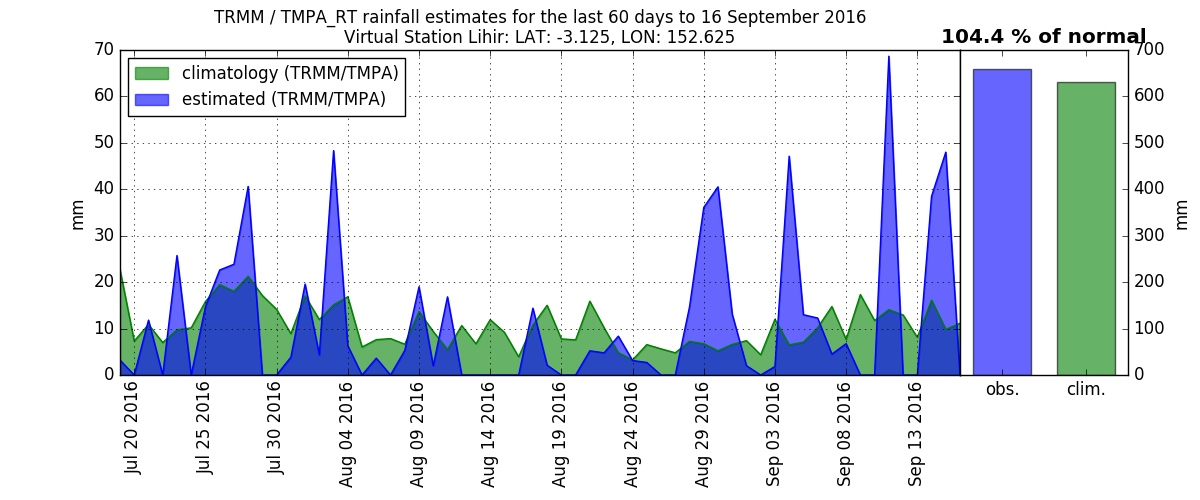 TRMM / TMPA_RT rainfall estimates for the last 60 days to 16 September 2016
Virtual Station Lihir: LAT: -3.125, LON: 152.625
104.4 % of normal
climatology (TRMM/TMPA)
estimated (TRMM/TMPA)
mm
70
60
50
40
30
20
10
0
Jul 20 2016
Jul 25 2016
Jul 30 2016
Aug 04 2016
Aug 09 2016
Aug 14 2016
Aug 19 2016
Aug 24 2016
Aug 29 2016
Sep 03 2016
Sep 08 2016
Sep 13 2016
obs.
clim.
700
600
500
400
300
200
100
0
mm